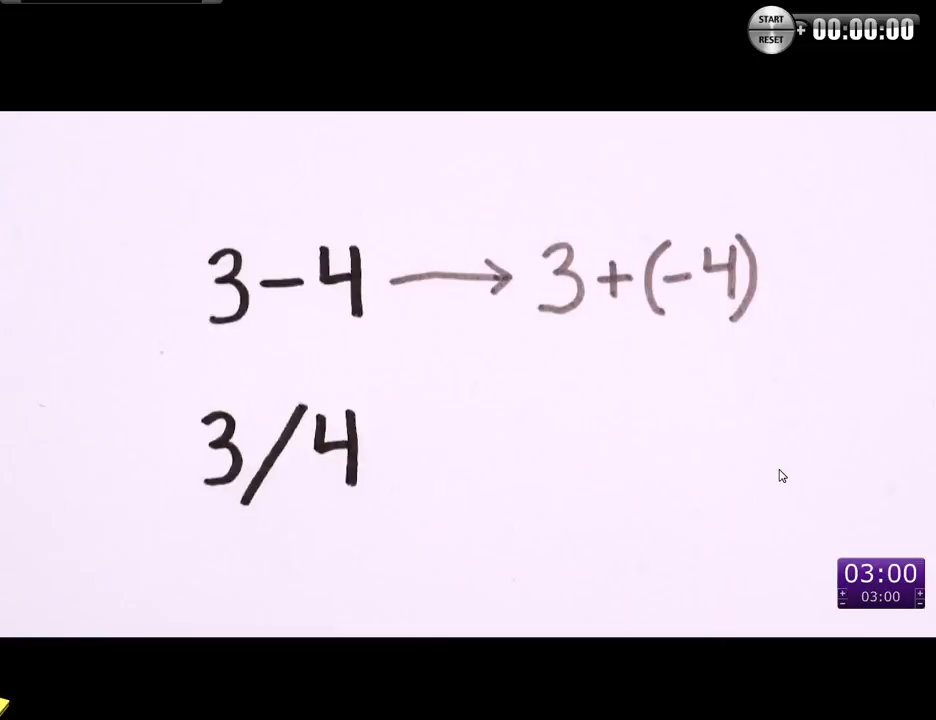 START
RESET
+ 00:00:00
3-4 → 3+(-4)
3/4
03:00
+ 03:00 +
- -